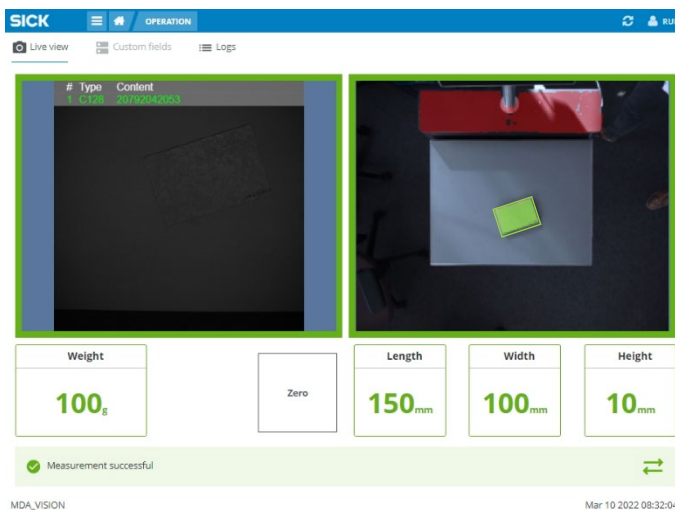 SICK
OPERATION
RU
Live view
Custom fields
Logs
# Type Content
1 C128 20792042053
Weight
100g
Zero
Length
150mm
Width
100mm
Height
10mm
Measurement successful
MDA_VISION
Mar 10 2022 08:32:04